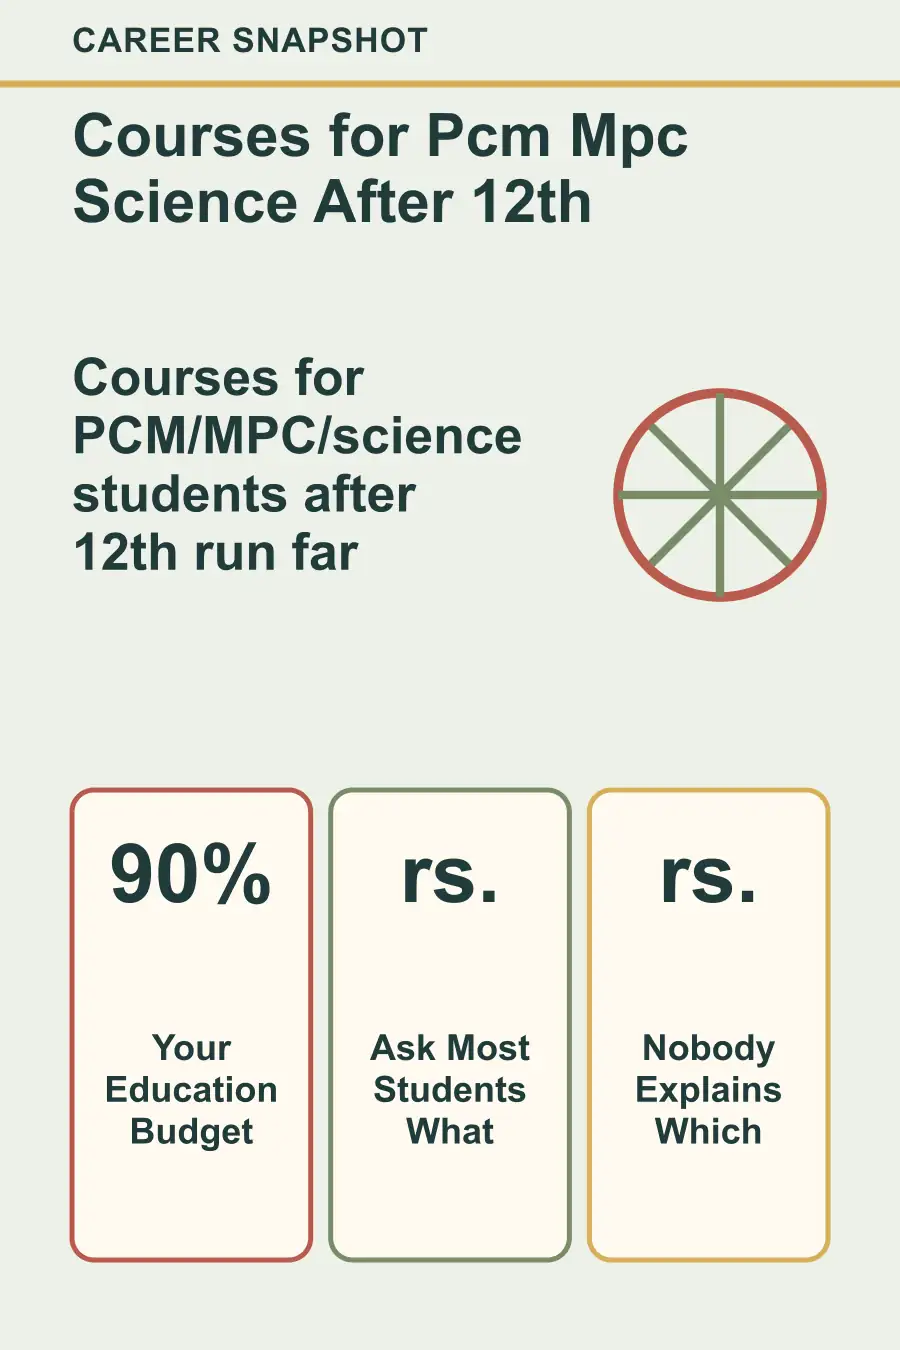 CAREER SNAPSHOT
Courses for Pcm Mpc
Science After 12th
Courses for
PCM/MPC/science
students after
12th run far
90%
Your
Education
Budget
rs.
Ask Most
Students
What
rs.
Nobody
Explains
Which